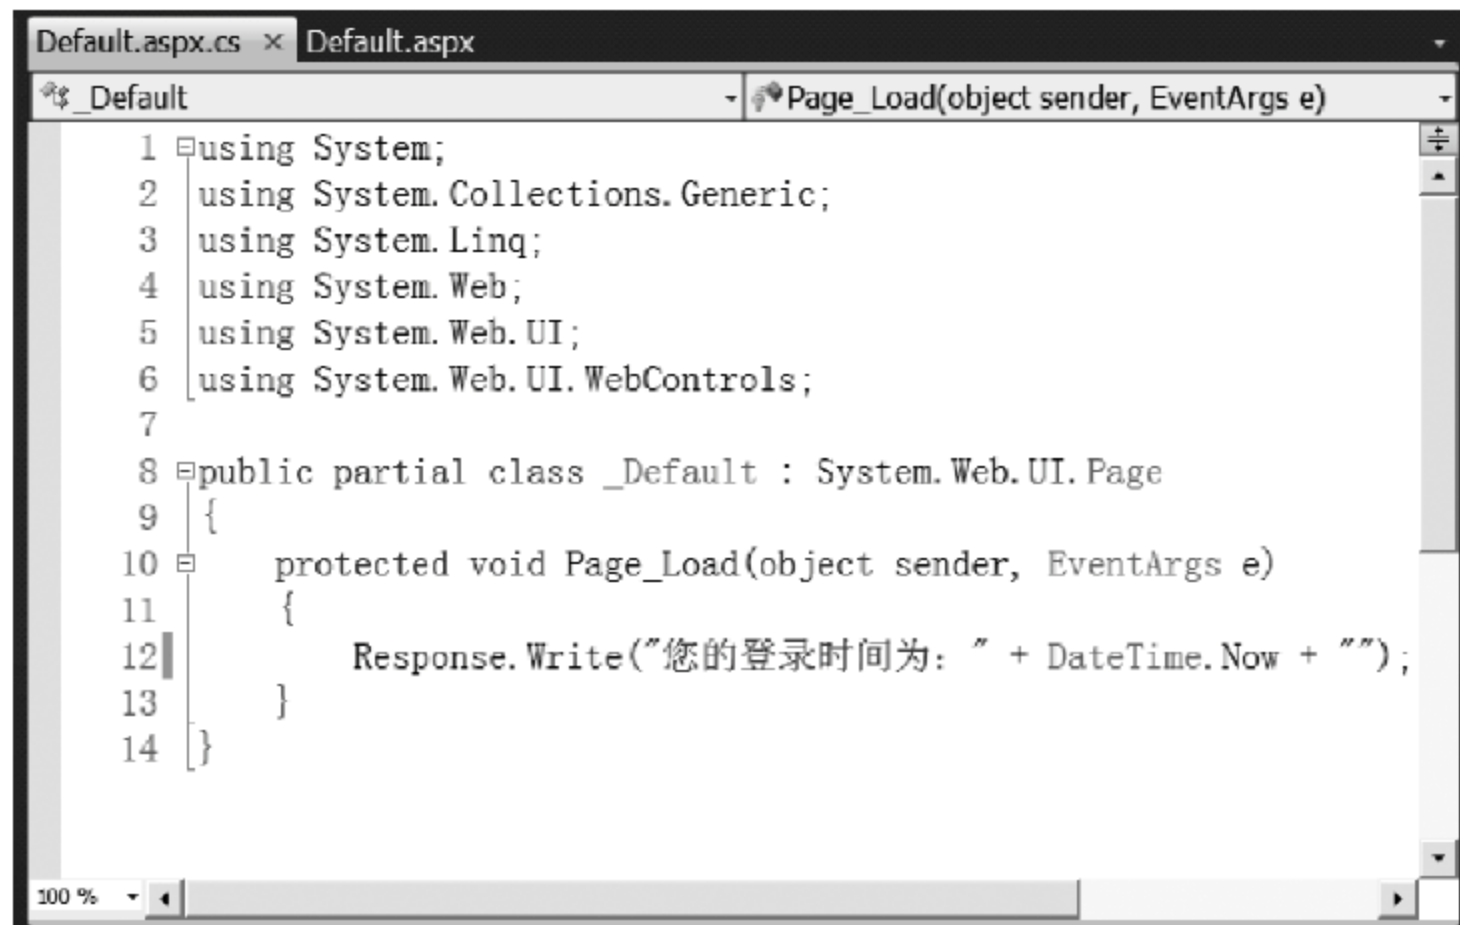 Default.aspx.cs × Default.aspx
_Default Page_Load(object sender, EventArgs e)
1 using System;
2 using System.Collections.Generic;
3 using System.Linq;
4 using System.Web;
5 using System.Web.UI;
6 using System.Web.UI.WebControls;
7
8 public partial class _Default : System.Web.UI.Page
9 {
10 protected void Page_Load(object sender, EventArgs e)
11 {
12 Response.Write("您的登录时间为：" + DateTime.Now + "");
13 }
14 }
100 %